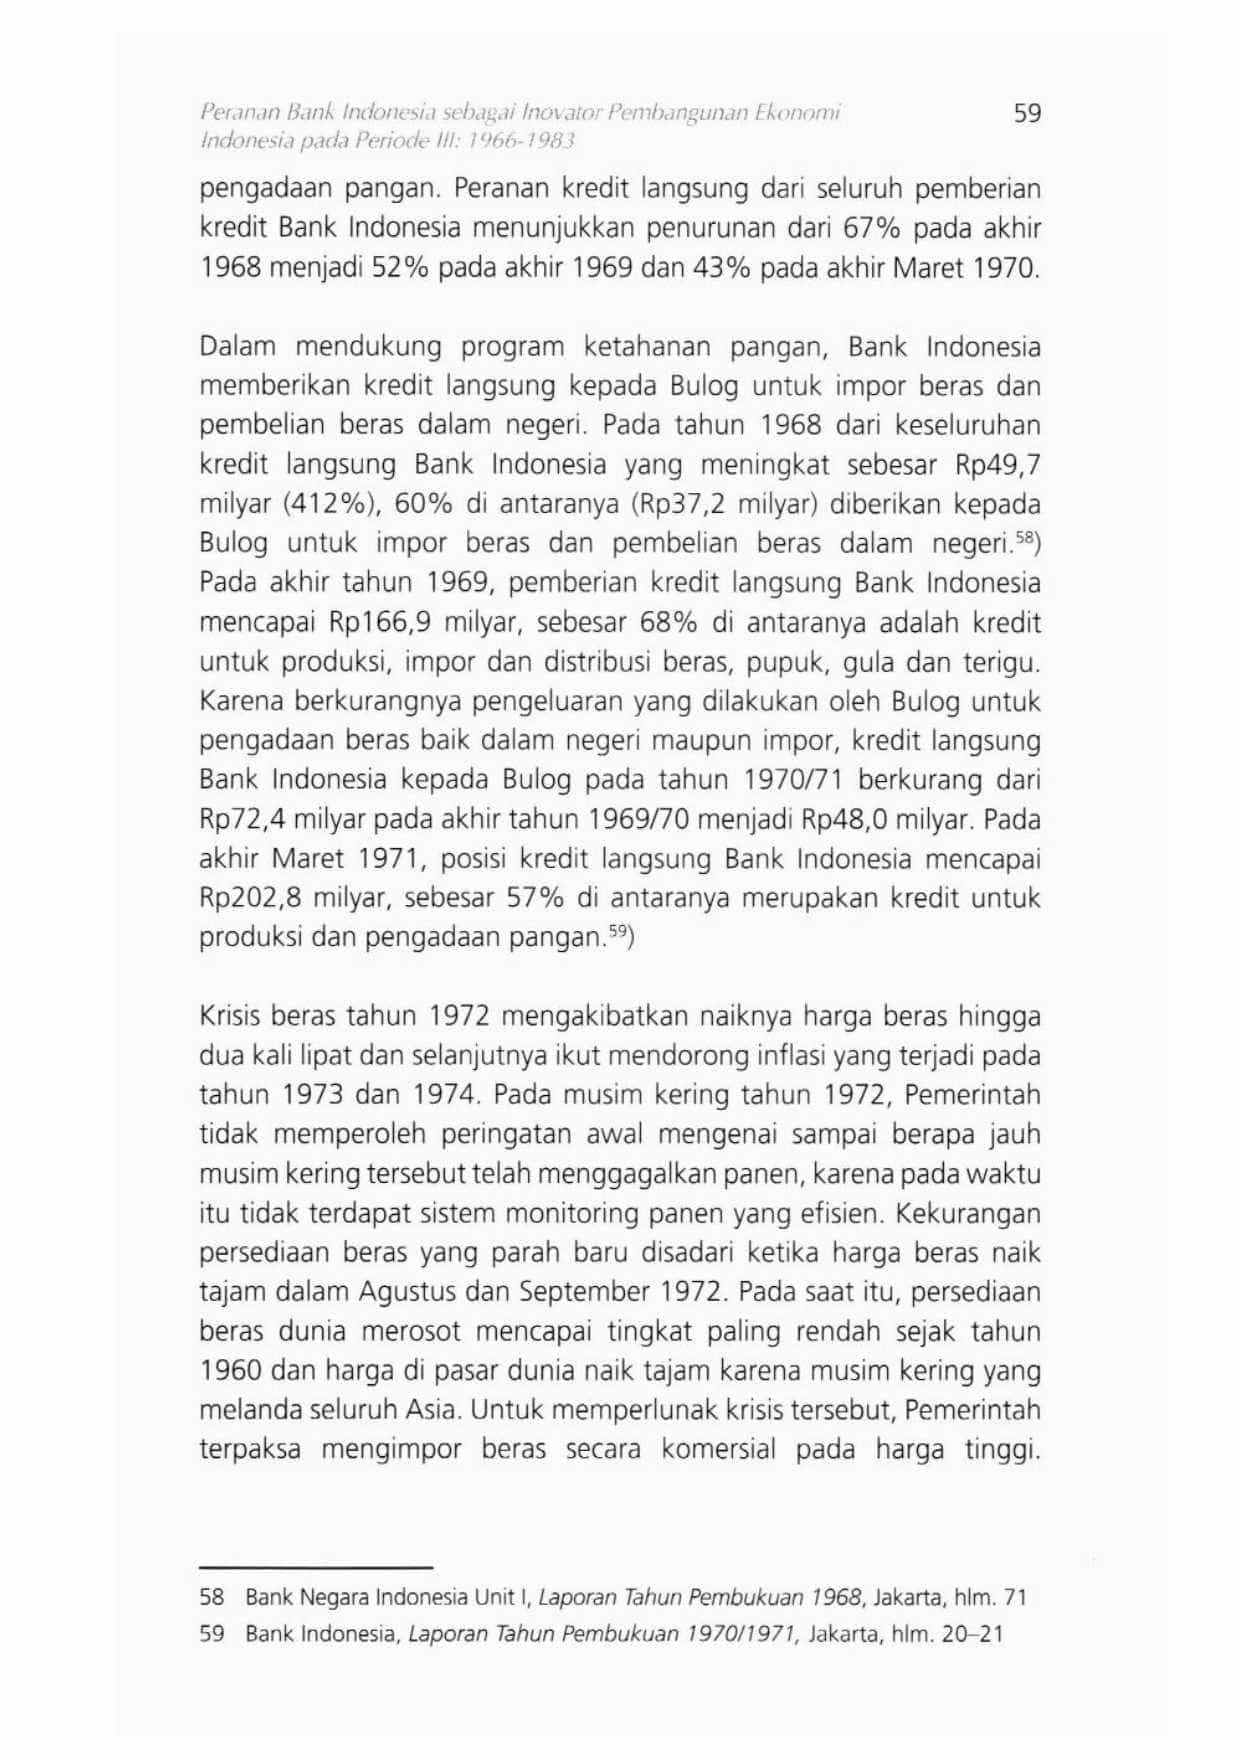 Peranan Bank Indonesia sebagai Inovator Pembangunan Ekonomi
Indonesia pada Periode III: 1966-1983
59
pengadaan pangan. Peranan kredit langsung dari seluruh pemberian
kredit Bank Indonesia menunjukkan penurunan dari 67% pada akhir
1968 menjadi 52% pada akhir 1969 dan 43% pada akhir Maret 1970.
Dalam mendukung program ketahanan pangan, Bank Indonesia
memberikan kredit langsung kepada Bulog untuk impor beras dan
pembelian beras dalam negeri. Pada tahun 1968 dari keseluruhan
kredit langsung Bank Indonesia yang meningkat sebesar Rp49,7
milyar (412%), 60% di antaranya (Rp37,2 milyar) diberikan kepada
Bulog untuk impor beras dan pembelian beras dalam negeri.⁵⁸)
Pada akhir tahun 1969, pemberian kredit langsung Bank Indonesia
mencapai Rp166,9 milyar, sebesar 68% di antaranya adalah kredit
untuk produksi, impor dan distribusi beras, pupuk, gula dan terigu.
Karena berkurangnya pengeluaran yang dilakukan oleh Bulog untuk
pengadaan beras baik dalam negeri maupun impor, kredit langsung
Bank Indonesia kepada Bulog pada tahun 1970/71 berkurang dari
Rp72,4 milyar pada akhir tahun 1969/70 menjadi Rp48,0 milyar. Pada
akhir Maret 1971, posisi kredit langsung Bank Indonesia mencapai
Rp202,8 milyar, sebesar 57% di antaranya merupakan kredit untuk
produksi dan pengadaan pangan.⁵⁹)
Krisis beras tahun 1972 mengakibatkan naiknya harga beras hingga
dua kali lipat dan selanjutnya ikut mendorong inflasi yang terjadi pada
tahun 1973 dan 1974. Pada musim kering tahun 1972, Pemerintah
tidak memperoleh peringatan awal mengenai sampai berapa jauh
musim kering tersebut telah menggagalkan panen, karena pada waktu
itu tidak terdapat sistem monitoring panen yang efisien. Kekurangan
persediaan beras yang parah baru disadari ketika harga beras naik
tajam dalam Agustus dan September 1972. Pada saat itu, persediaan
beras dunia merosot mencapai tingkat paling rendah sejak tahun
1960 dan harga di pasar dunia naik tajam karena musim kering yang
melanda seluruh Asia. Untuk memperlunak krisis tersebut, Pemerintah
terpaksa mengimpor beras secara komersial pada harga tinggi.
58 Bank Negara Indonesia Unit I, Laporan Tahun Pembukuan 1968, Jakarta, hlm. 71
59 Bank Indonesia, Laporan Tahun Pembukuan 1970/1971, Jakarta, hlm. 20–21